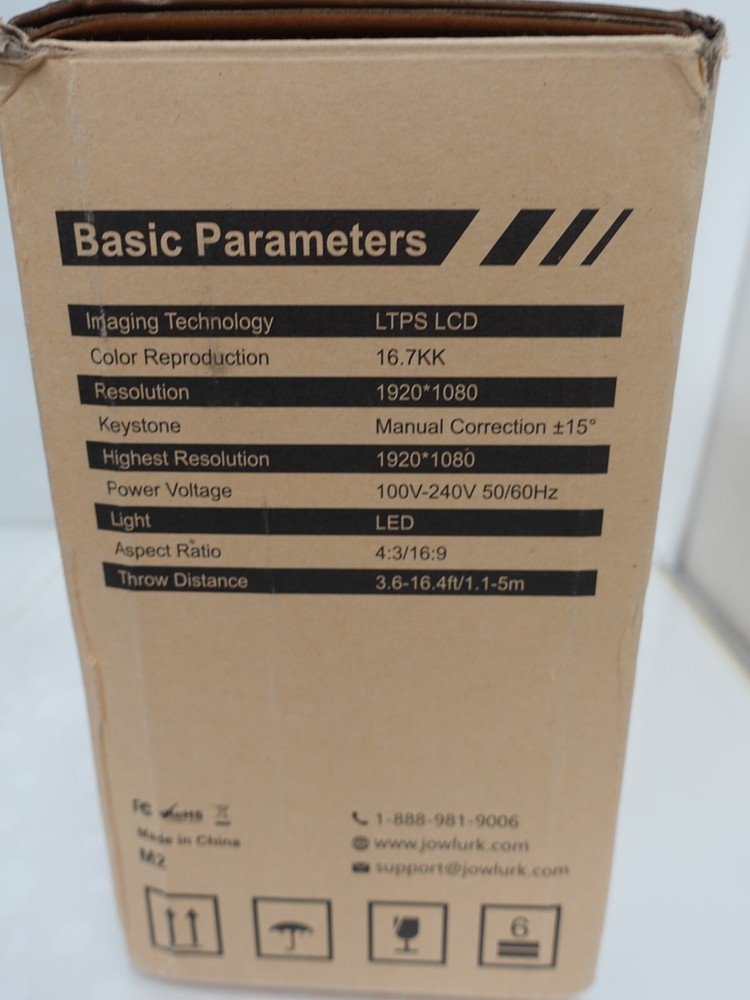 Basic Parameters
Imaging Technology LTPS LCD
Color Reproduction 16.7KK
Resolution 1920*1080
Keystone Manual Correction ±15°
Highest Resolution 1920*1080
Power Voltage 100V-240V 50/60Hz
Light LED
Aspect Ratio 4:3/16:9
Throw Distance 3.6-16.4ft/1.1-5m
FC RoHS
Made in China
M2
1-888-981-9006
www.jowlurk.com
support@jowlurk.com
6